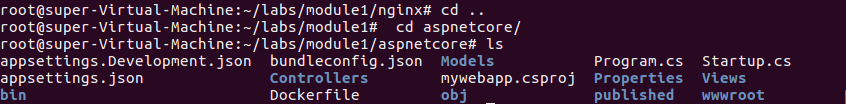 root@super-Virtual-Machine:~/labs/module1/nginx# cd ..
root@super-Virtual-Machine:~/labs/module1#  cd aspnetcore/
root@super-Virtual-Machine:~/labs/module1/aspnetcore# ls
appsettings.Development.json  bundleconfig.json  Models           Program.cs  Startup.cs
appsettings.json              Controllers        mywebapp.csproj  Properties  Views
bin                           Dockerfile         obj              published   wwwroot